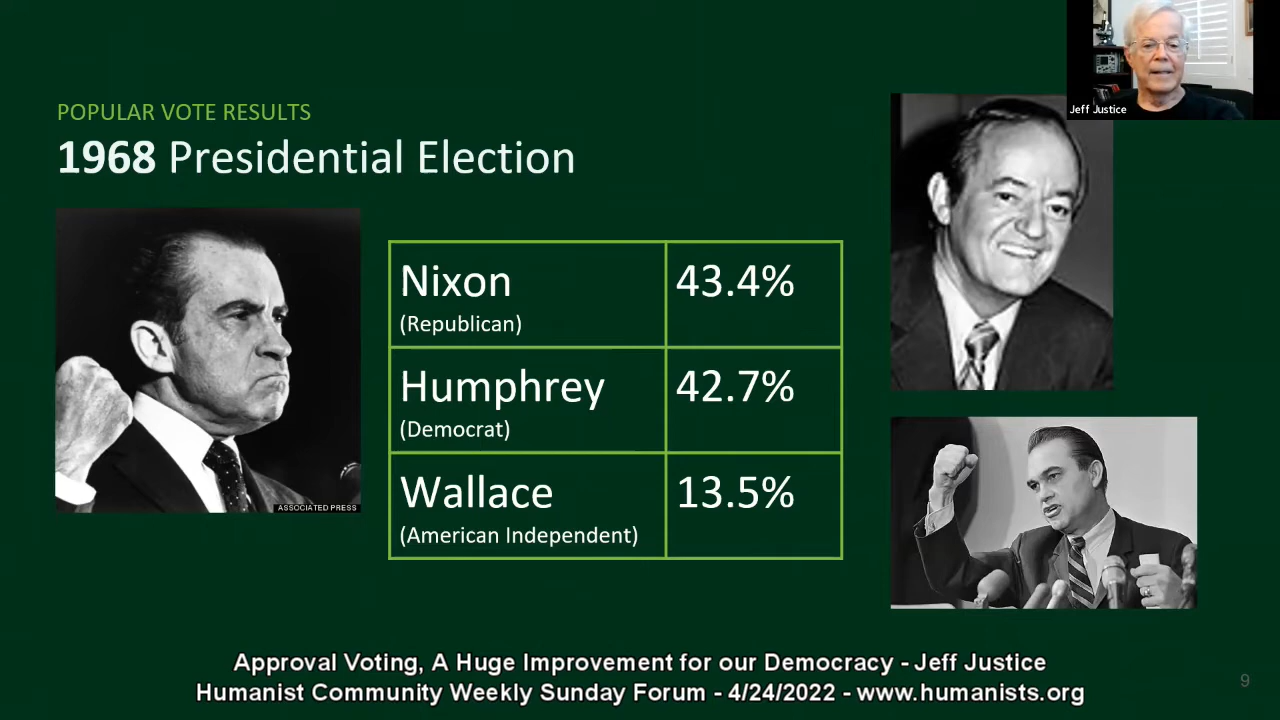 Jeff Justice
POPULAR VOTE RESULTS
1968 Presidential Election
Nixon 43.4%
(Republican)
Humphrey 42.7%
(Democrat)
Wallace 13.5%
(American Independent)
ASSOCIATED PRESS
Approval Voting, A Huge Improvement for our Democracy - Jeff Justice
Humanist Community Weekly Sunday Forum - 4/24/2022 - www.humanists.org
9